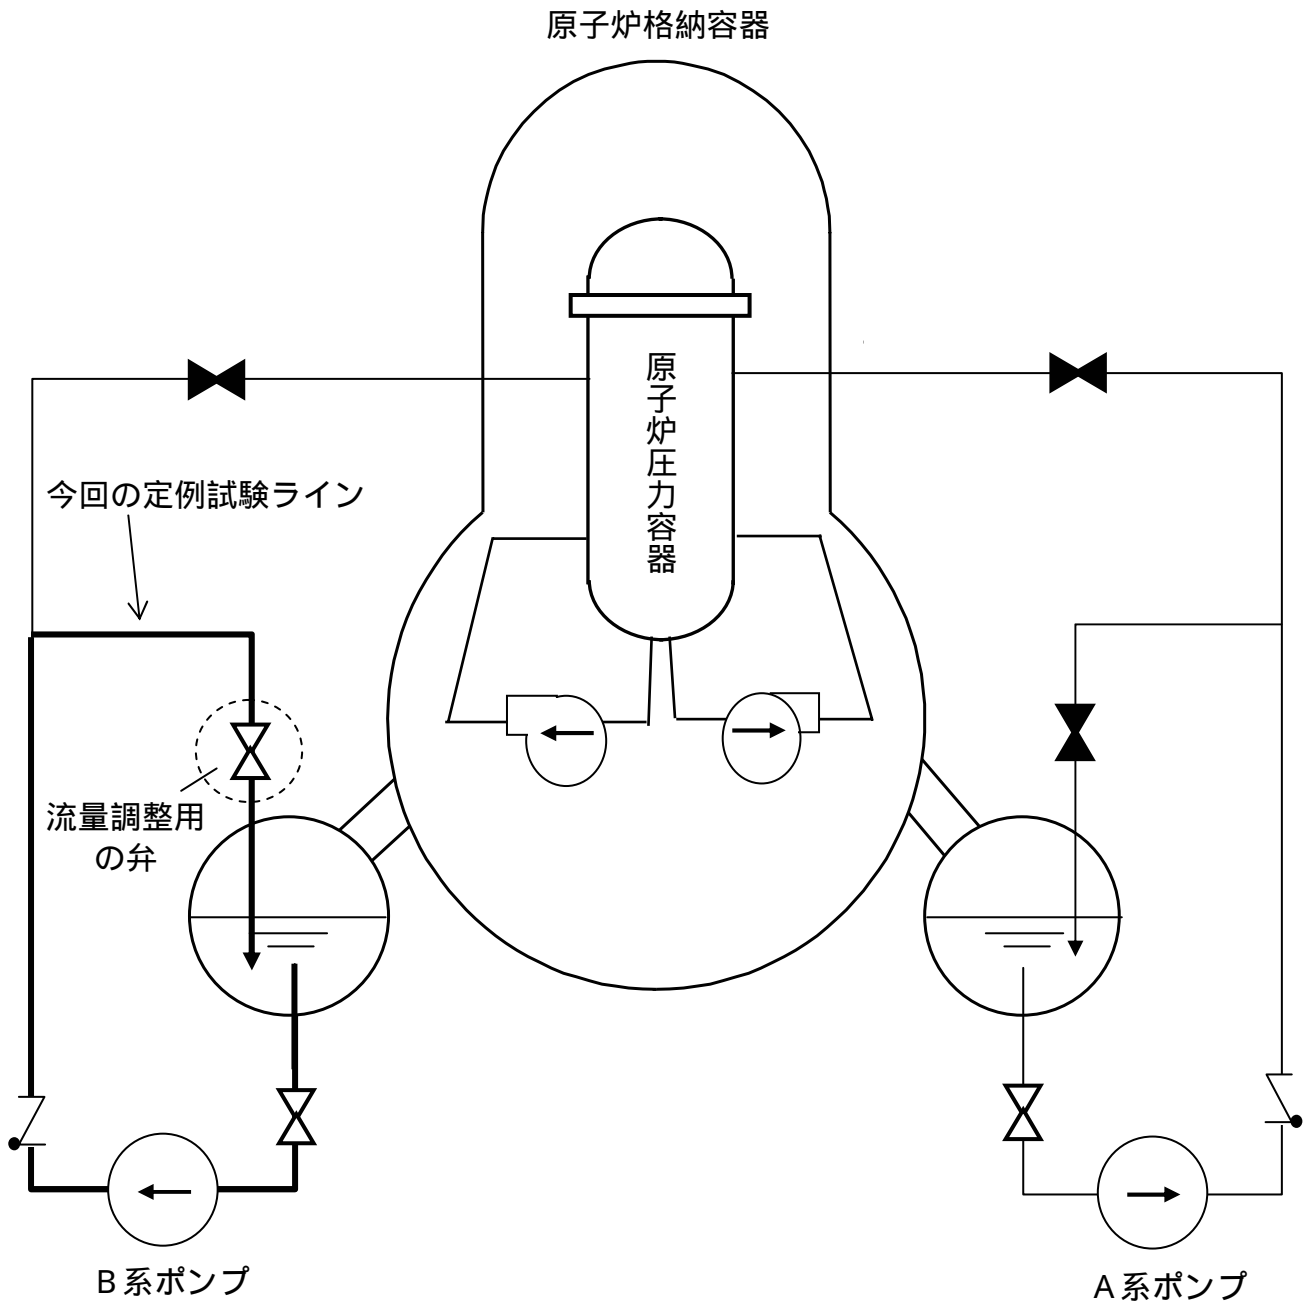 原子炉格納容器
原子炉圧力容器
今回の定例試験ライン
流量調整用
の弁
B系ポンプ
A系ポンプ